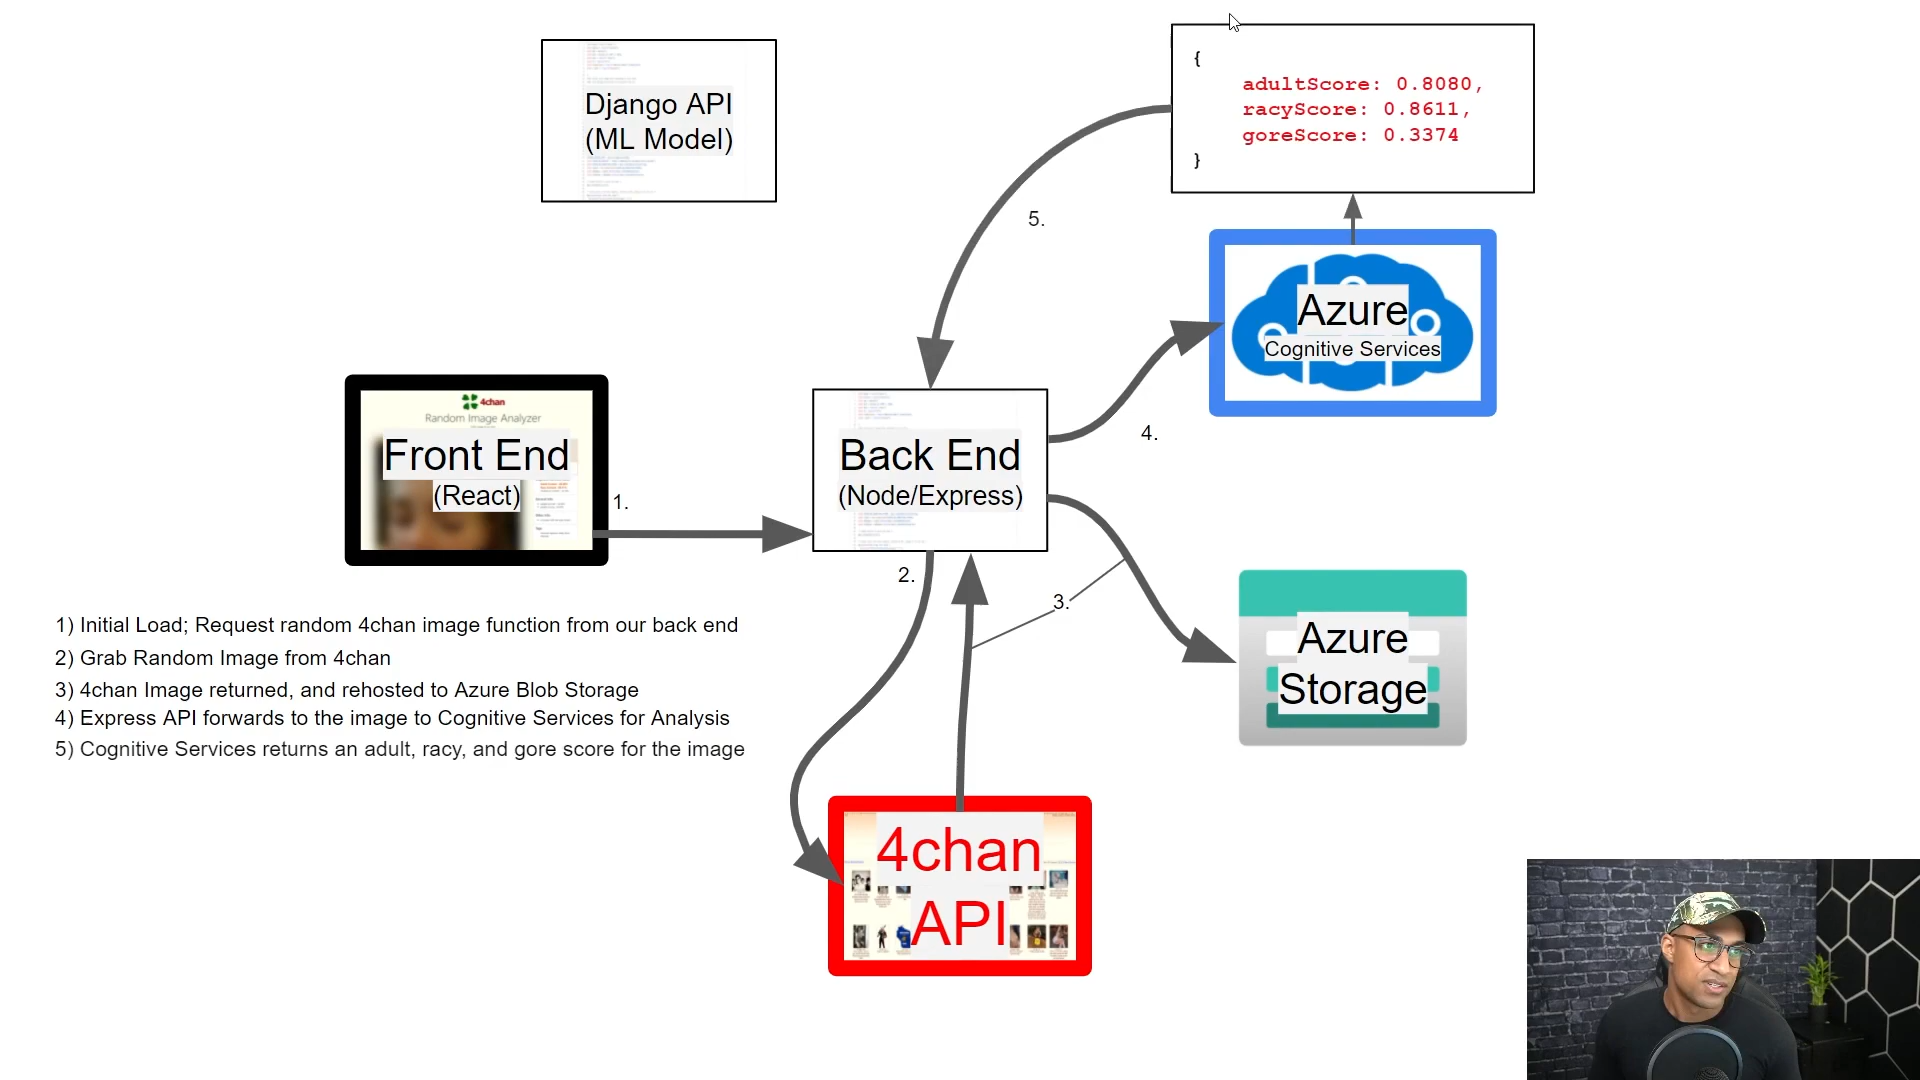 Django API
(ML Model)
{
adultScore: 0.8080,
racyScore: 0.8611,
goreScore: 0.3374
}
5.
Azure
Cognitive Services
4.
4chan
Random Image Analyzer
Front End
(React)
1.
Back End
(Node/Express)
2.
3.
1) Initial Load; Request random 4chan image function from our back end
2) Grab Random Image from 4chan
3) 4chan Image returned, and rehosted to Azure Blob Storage
4) Express API forwards to the image to Cognitive Services for Analysis
5) Cognitive Services returns an adult, racy, and gore score for the image
Azure
Storage
4chan
API